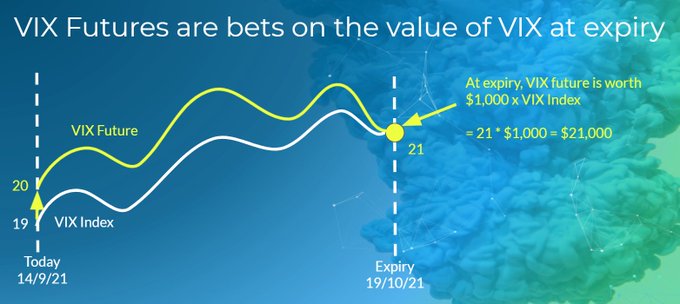 VIX Futures are bets on the value of VIX at expiry
At expiry, VIX future is worth
$1,000 x VIX Index
= 21 * $1,000 = $21,000
VIX Future
21
20
19
VIX Index
Today
14/9/21
Expiry
19/10/21